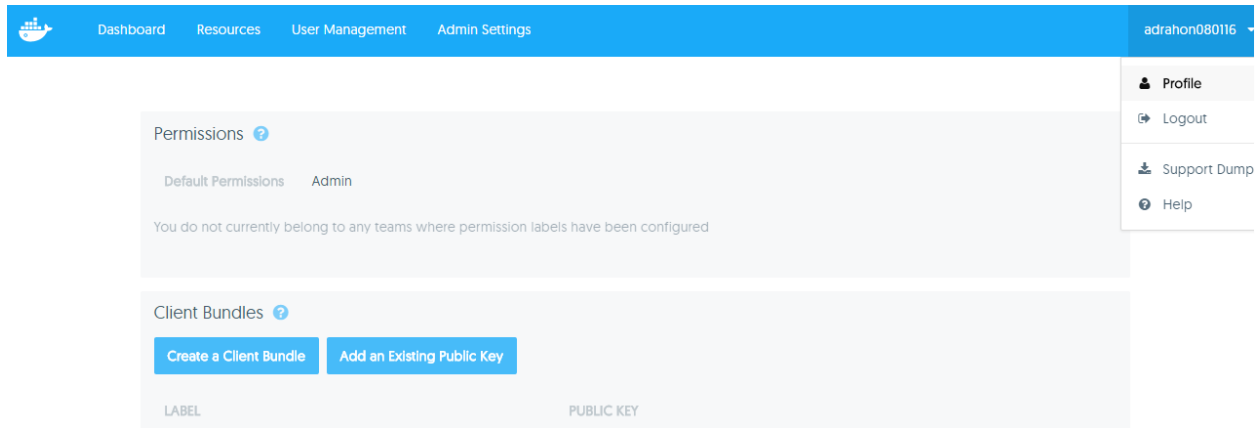 Dashboard Resources User Management Admin Settings adrahon080116
Profile
Logout
Support Dump
Help
Permissions
Default Permissions Admin
You do not currently belong to any teams where permission labels have been configured
Client Bundles
Create a Client Bundle Add an Existing Public Key
LABEL PUBLIC KEY